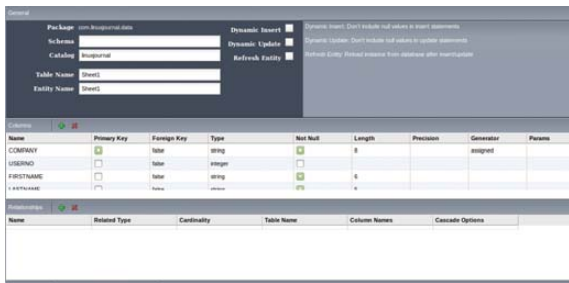 General
Package com.linuxjournal.data
Schema
Catalog linuxjournal
Table Name Sheet1
Entity Name Sheet1
Dynamic Insert
Dynamic Update
Refresh Entity
Dynamic Insert: Don't include null values in insert statements
Dynamic Update: Don't include null values in update statements
Refresh Entity: Reload instance from database after insert/update
Columns
Name Primary Key Foreign Key Type Not Null Length Precision Generator Params
COMPANY false string 8 assigned
USERNO false integer
FIRSTNAME false string 6
LASTNAME false string
Relationships
Name Related Type Cardinality Table Name Column Names Cascade Options